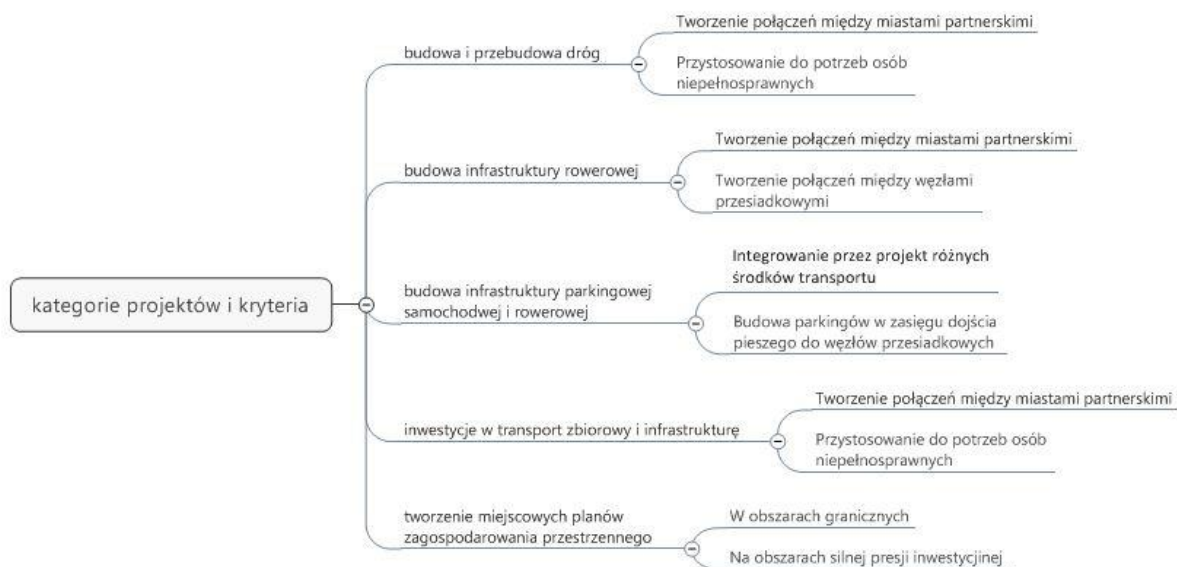 kategorie projektów i kryteria
budowa i przebudowa dróg
Tworzenie połączeń między miastami partnerskimi
Przystosowanie do potrzeb osób
niepełnosprawnych
budowa infrastruktury rowerowej
Tworzenie połączeń między miastami partnerskimi
Tworzenie połączeń między węzłami
przesiadkowymi
budowa infrastruktury parkingowej
samochodwej i rowerowej
Integrowanie przez projekt różnych
środków transportu
Budowa parkingów w zasięgu dojścia
pieszego do węzłów przesiadkowych
inwestycje w transport zbiorowy i infrastrukturę
Tworzenie połączeń między miastami partnerskimi
Przystosowanie do potrzeb osób
niepełnosprawnych
tworzenie miejscowych planów
zagospodarowania przestrzennego
W obszarach granicznych
Na obszarach silnej presji inwestycjinej